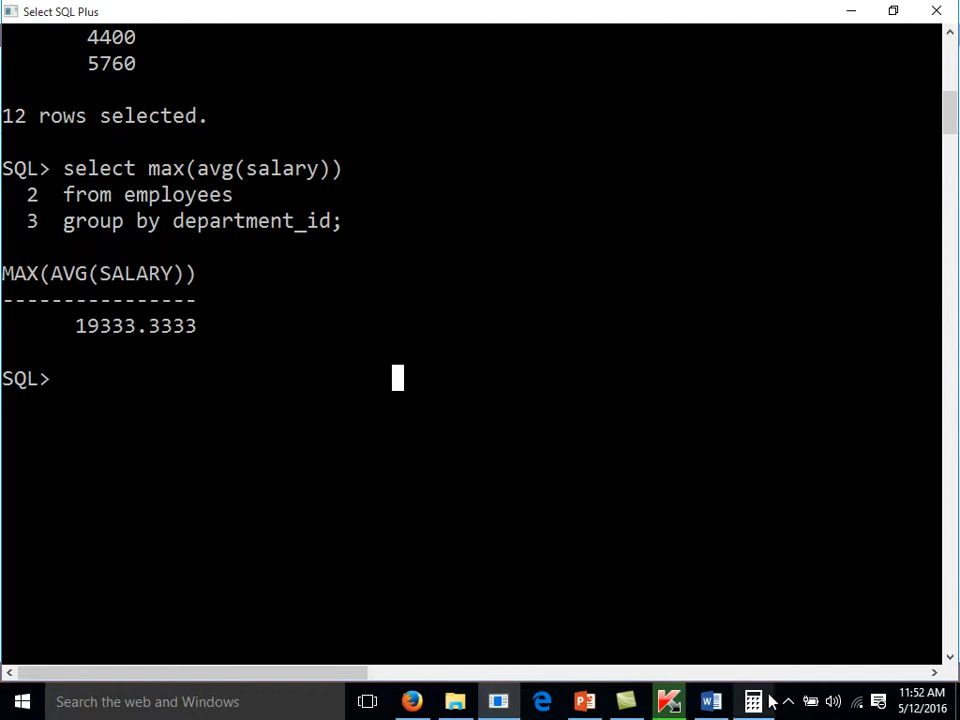 Select SQL Plus
4400
5760
12 rows selected.
SQL> select max(avg(salary))
2 from employees
3 group by department_id;
MAX(AVG(SALARY))
----------------
19333.3333
SQL>
Search the web and Windows
11:52 AM
5/12/2016